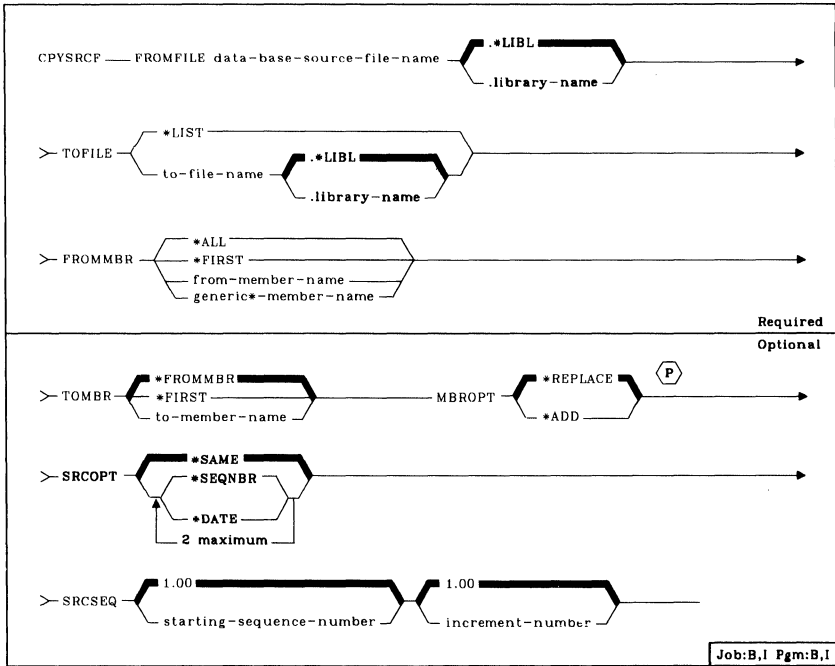 .*LIBL
CPYSRCF FROMFILE data-base-source-file-name
.library-name
*LIST
TOFILE
.*LIBL
to-file-name
.library-name
*ALL
FROMMBR
*FIRST
from-member-name
generic*-member-name
Required
Optional
*FROMMBR
*REPLACE P
TOMBR *FIRST MBROPT
to-member-name *ADD
*SAME
SRCOPT *SEQNBR
*DATE
2 maximum
1.00 1.00
SRCSEQ
starting-sequence-number increment-number
Job:B,I Pgm:B,I